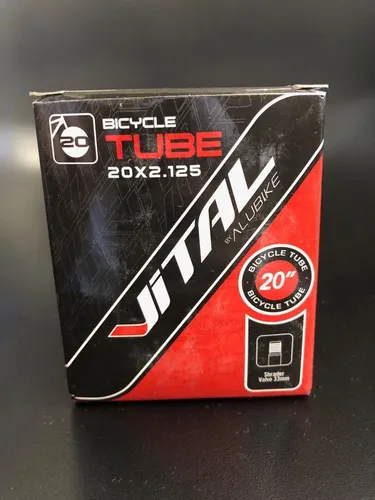 20
BICYCLE
TUBE
20X2.125
JiTAL
BY ALUBIKE
BICYCLE TUBE
20"
BICYCLE TUBE
Shrader
Valve 33mm